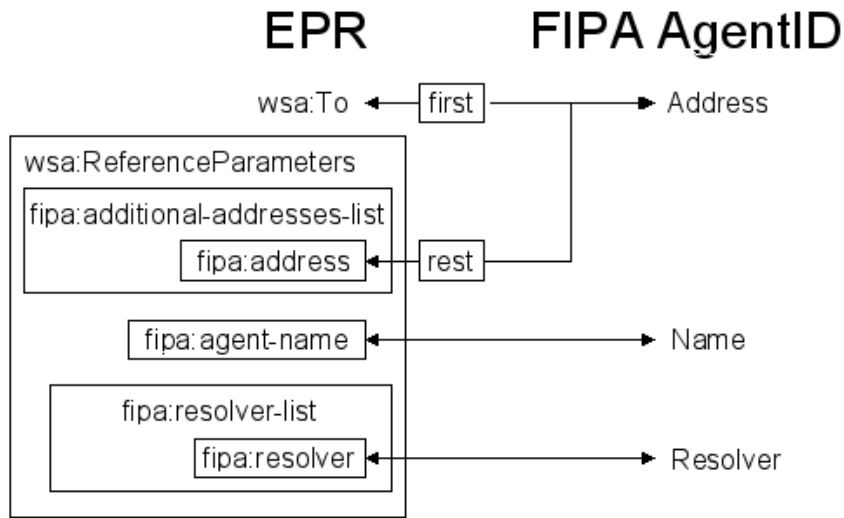 EPR FIPA AgentID
wsa:To first Address
wsa:ReferenceParameters
fipa:additional-addresses-list
fipa:address rest
fipa:agent-name Name
fipa:resolver-list
fipa:resolver Resolver